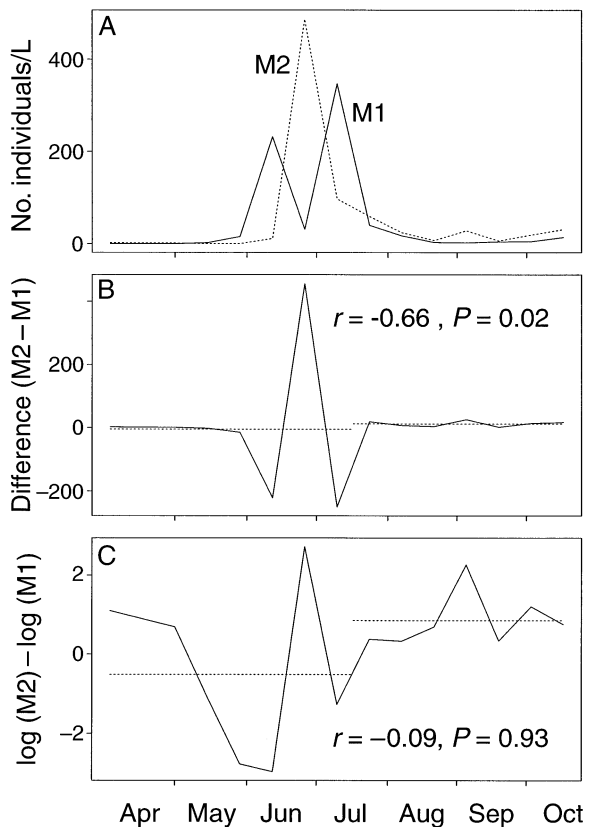 A
No. individuals/L
400
200
0
M2
M1
B
Difference (M2 – M1)
200
0
–200
r = -0.66 , P = 0.02
C
log (M2) – log (M1)
2
0
–2
r = –0.09, P = 0.93
Apr May Jun Jul Aug Sep Oct